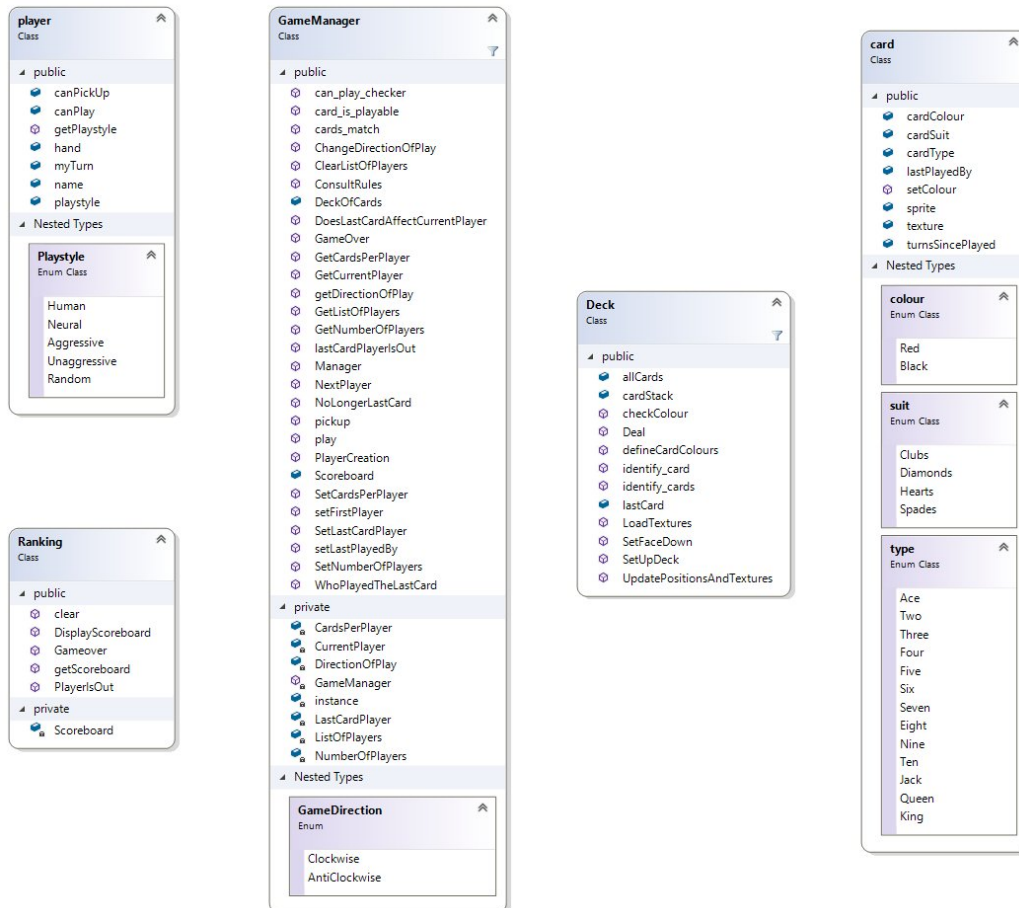 player
Class
public
canPickUp
canPlay
getPlaystyle
hand
myTurn
name
playstyle
Nested Types
Playstyle
Enum Class
Human
Neural
Aggressive
Unaggressive
Random
Ranking
Class
public
clear
DisplayScoreboard
Gameover
getScoreboard
PlayerIsOut
private
Scoreboard
GameManager
Class
public
can_play_checker
card_is_playable
cards_match
ChangeDirectionOfPlay
ClearListOfPlayers
ConsultRules
DeckOfCards
DoesLastCardAffectCurrentPlayer
GameOver
GetCardsPerPlayer
GetCurrentPlayer
getDirectionOfPlay
GetListOfPlayers
GetNumberOfPlayers
lastCardPlayerIsOut
Manager
NextPlayer
NoLongerLastCard
pickup
play
PlayerCreation
Scoreboard
SetCardsPerPlayer
setFirstPlayer
SetLastCardPlayer
setLastPlayedBy
SetNumberOfPlayers
WhoPlayedTheLastCard
private
CardsPerPlayer
CurrentPlayer
DirectionOfPlay
GameManager
instance
LastCardPlayer
ListOfPlayers
NumberOfPlayers
Nested Types
GameDirection
Enum
Clockwise
AntiClockwise
Deck
Class
public
allCards
cardStack
checkColour
Deal
defineCardColours
identify_card
identify_cards
lastCard
LoadTextures
SetFaceDown
SetUpDeck
UpdatePositionsAndTextures
card
Class
public
cardColour
cardSuit
cardType
lastPlayedBy
setColour
sprite
texture
turnsSincePlayed
Nested Types
colour
Enum Class
Red
Black
suit
Enum Class
Clubs
Diamonds
Hearts
Spades
type
Enum Class
Ace
Two
Three
Four
Five
Six
Seven
Eight
Nine
Ten
Jack
Queen
King